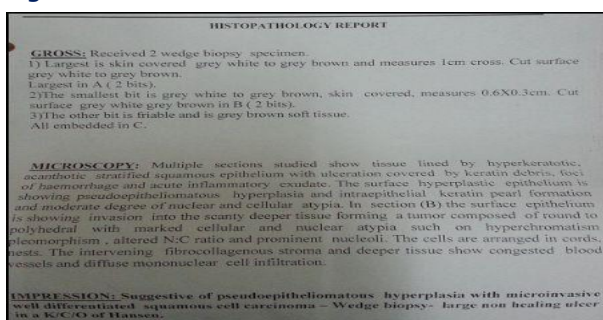 HISTOPATHOLOGY REPORT
GROSS: Received 2 wedge biopsy specimen.
1) Largest is skin covered grey white to grey brown and measures 1cm cross. Cut surface
grey white to grey brown.
Largest in A ( 2 bits).
2)The smallest bit is grey white to grey brown, skin covered, measures 0.6X0.3cm. Cut
surface grey white grey brown in B ( 2 bits).
3)The other bit is friable and is grey brown soft tissue.
All embedded in C.
MICROSCOPY: Multiple sections studied show tissue lined by hyperkeratotic,
acanthotic stratified squamous epithelium with ulceration covered by keratin debris, foci
of haemorrhage and acute inflammatory exudate. The surface hyperplastic epithelium is
showing pseudoepitheliomatous hyperplasia and intraepithelial keratin pearl formation
and moderate degree of nuclear and cellular atypia. In section (B) the surface epithelium
is showing invasion into the scanty deeper tissue forming a tumor composed of round to
polyhedral with marked cellular and nuclear atypia such on hyperchromatism
pleomorphism , altered N:C ratio and prominent nucleoli. The cells are arranged in cords,
nests. The intervening fibrocollagenous stroma and deeper tissue show congested blood
vessels and diffuse mononuclear cell infiltration.
IMPRESSION: Suggestive of pseudoepitheliomatous hyperplasia with microinvasive
well differentiated squamous cell carcinoma – Wedge biopsy- large non healing ulcer
in a K/C/O of Hansen.